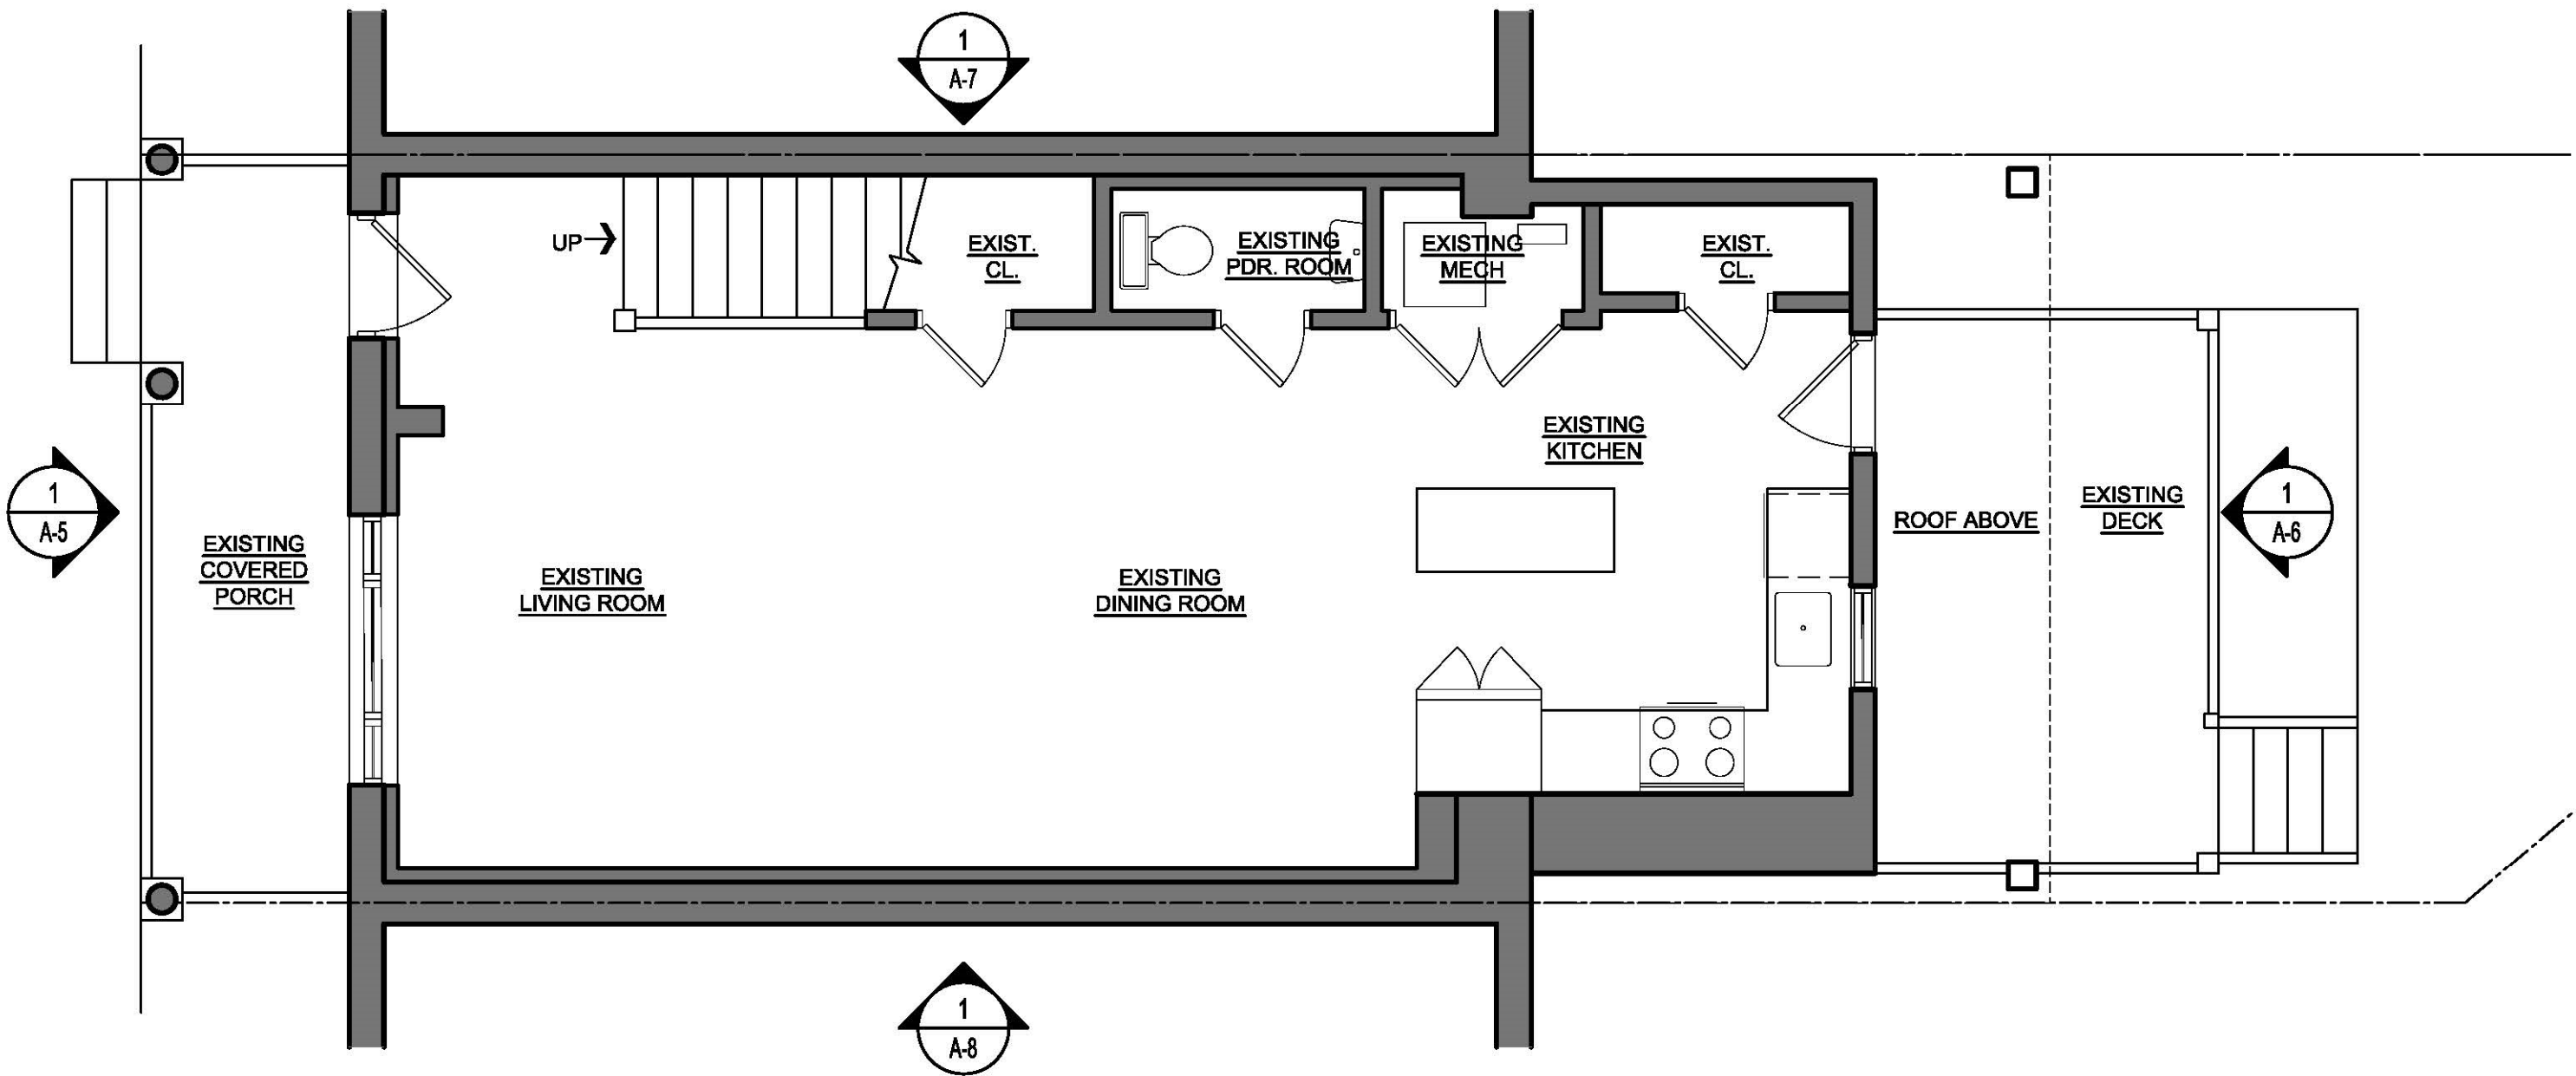 1
A-7
UP
EXIST.
CL.
EXISTING
PDR. ROOM
EXISTING
MECH
EXIST.
CL.
EXISTING
KITCHEN
1
A-5
EXISTING
COVERED
PORCH
EXISTING
LIVING ROOM
EXISTING
DINING ROOM
ROOF ABOVE
EXISTING
DECK
1
A-6
1
A-8